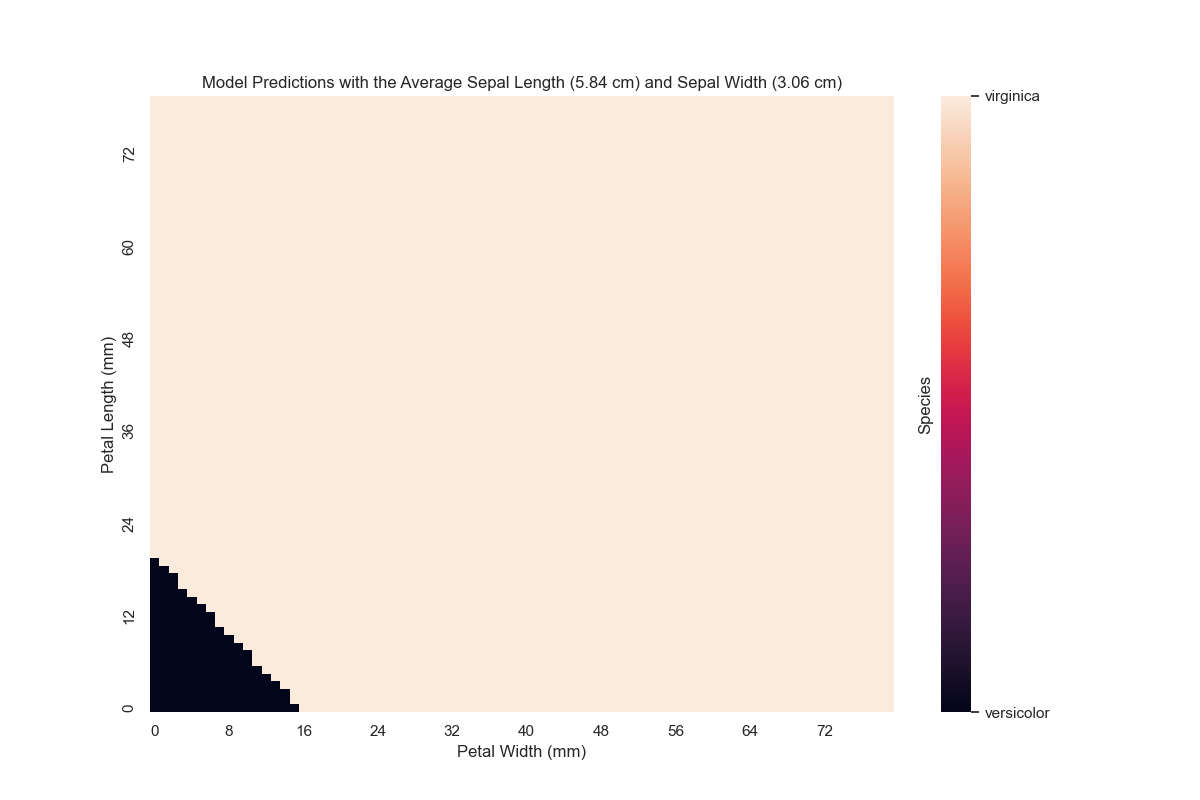 Model Predictions with the Average Sepal Length (5.84 cm) and Sepal Width (3.06 cm)
Petal Length (mm)
72
60
48
36
24
12
0
0 8 16 24 32 40 48 56 64 72
Petal Width (mm)
Species
virginica
versicolor